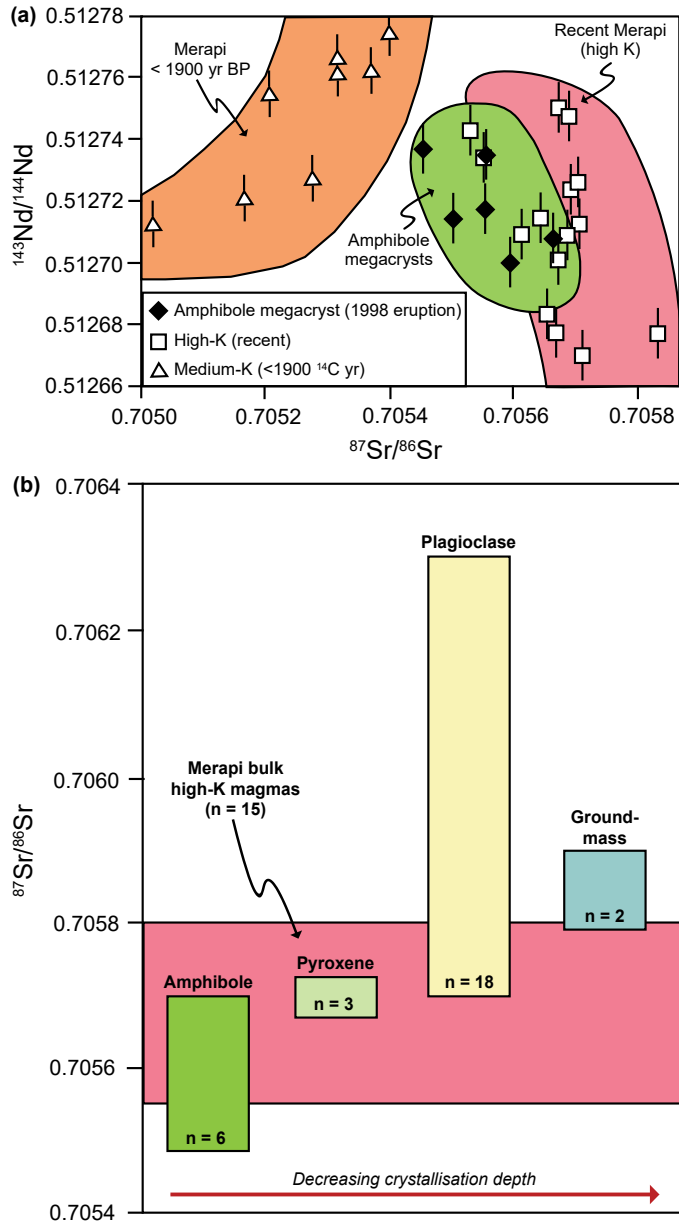 (a)
0.51278
0.51276
0.51274
0.51272
0.51270
0.51268
0.51266
¹⁴³Nd/¹⁴⁴Nd
Merapi
< 1900 yr BP
Recent Merapi
(high K)
Amphibole
megacrysts
Amphibole megacryst (1998 eruption)
High-K (recent)
Medium-K (<1900 ¹⁴C yr)
0.7050
0.7052
0.7054
0.7056
0.7058
⁸⁷Sr/⁸⁶Sr
(b)
0.7064
0.7062
0.7060
0.7058
0.7056
0.7054
⁸⁷Sr/⁸⁶Sr
Plagioclase
Merapi bulk
high-K magmas
(n = 15)
Ground-
mass
n = 2
Pyroxene
Amphibole
n = 3
n = 18
n = 6
Decreasing crystallisation depth